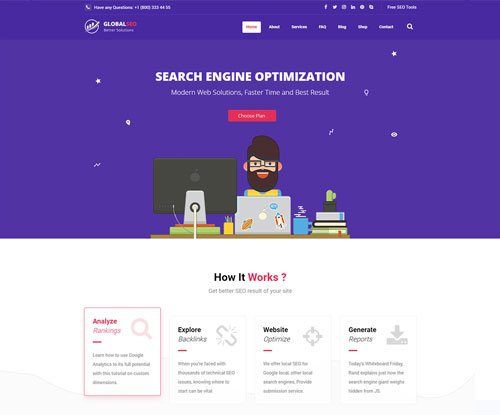 Have any Questions: +1 (800) 333 44 55
Free SEO Tools
GLOBALSEO
Better Solutions
Home
About
Services
FAQ
Blog
Shop
Contact
SEARCH ENGINE OPTIMIZATION
Modern Web Solutions, Faster Time and Best Result
Choose Plan
How It Works ?
Get better SEO result of your site
Analyze
Rankings
Learn how to use Google
Analytics to its full potential
with this tutorial on custom
dimensions.
Explore
Backlinks
When you're faced with
thousands of technical SEO
issues, knowing where to
start can be vital.
Website
Optimize
We offer local SEO for
Google local, other local
search engines, Provide
submission service.
Generate
Reports
Today's Whiteboard Friday,
Rand explains just how the
search engine giant weighs
hidden from JS.